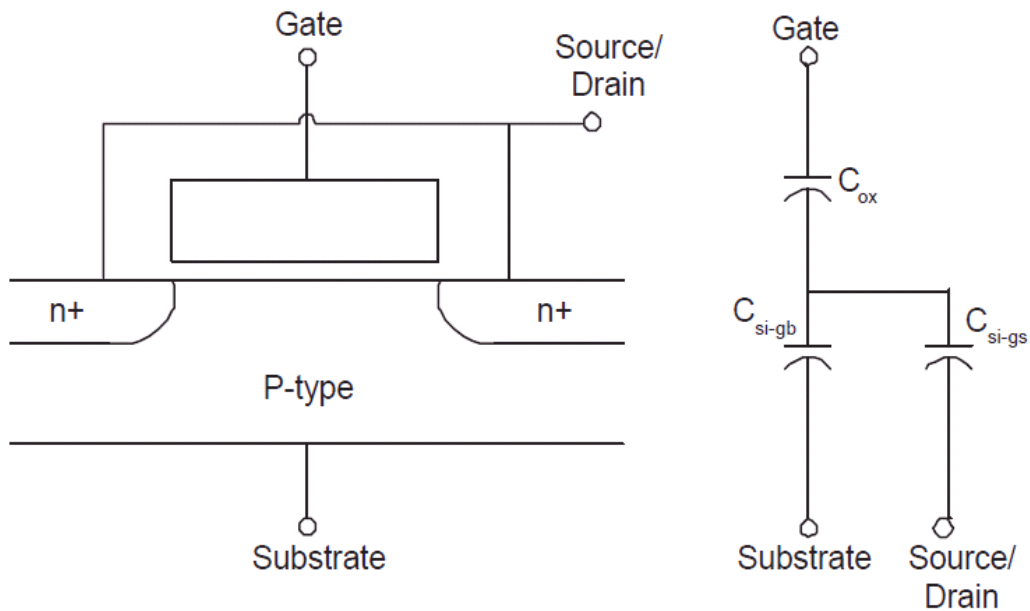 Gate
Source/
Drain
n+
n+
P-type
Substrate
Gate
C_ox
C_si-gb
C_si-gs
Substrate
Source/
Drain